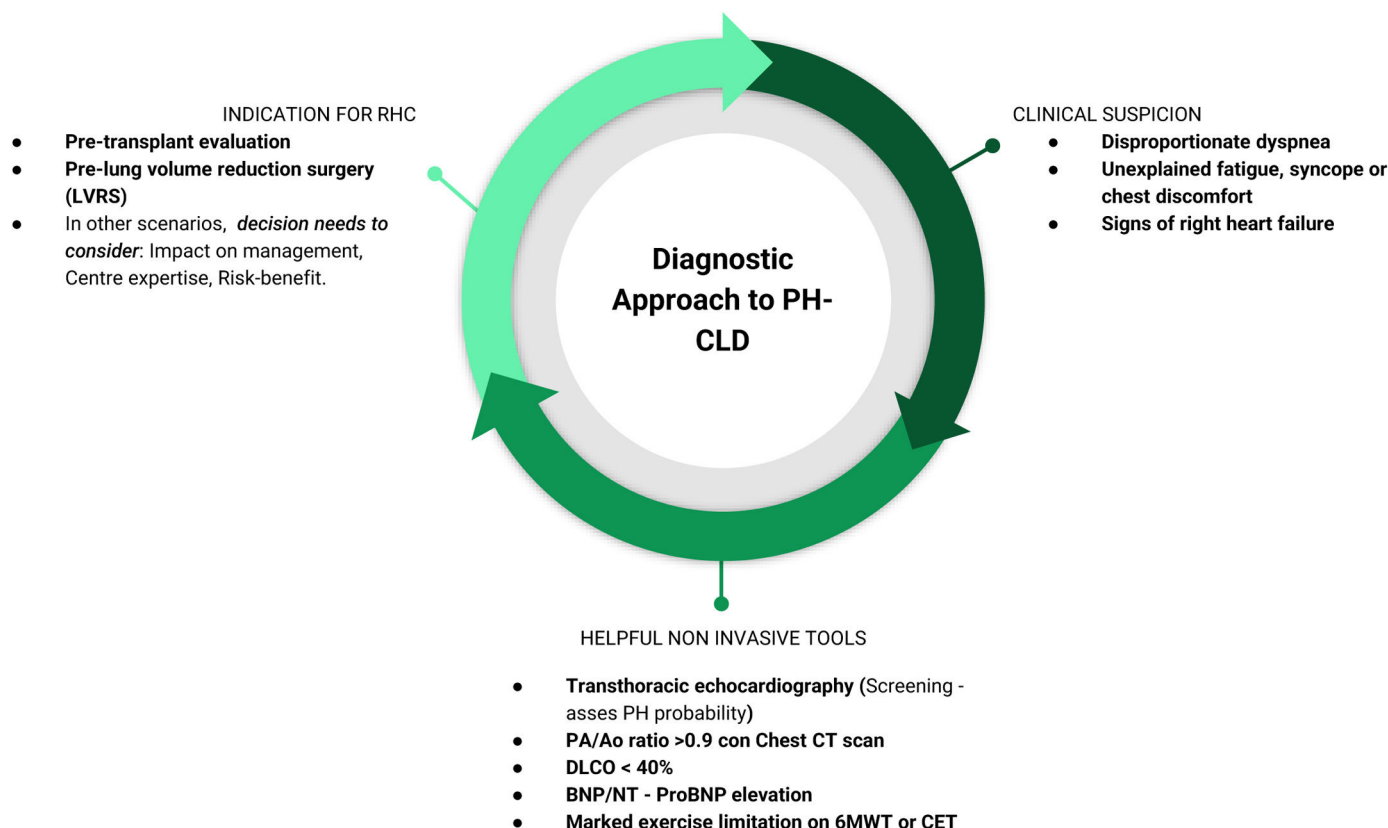 INDICATION FOR RHC
● Pre-transplant evaluation
● Pre-lung volume reduction surgery
(LVRS)
● In other scenarios, decision needs to
consider: Impact on management,
Centre expertise, Risk-benefit.
Diagnostic
Approach to PH-
CLD
CLINICAL SUSPICION
● Disproportionate dyspnea
● Unexplained fatigue, syncope or
chest discomfort
● Signs of right heart failure
HELPFUL NON INVASIVE TOOLS
● Transthoracic echocardiography (Screening -
asses PH probability)
● PA/Ao ratio >0.9 con Chest CT scan
● DLCO < 40%
● BNP/NT - ProBNP elevation
● Marked exercise limitation on 6MWT or CET